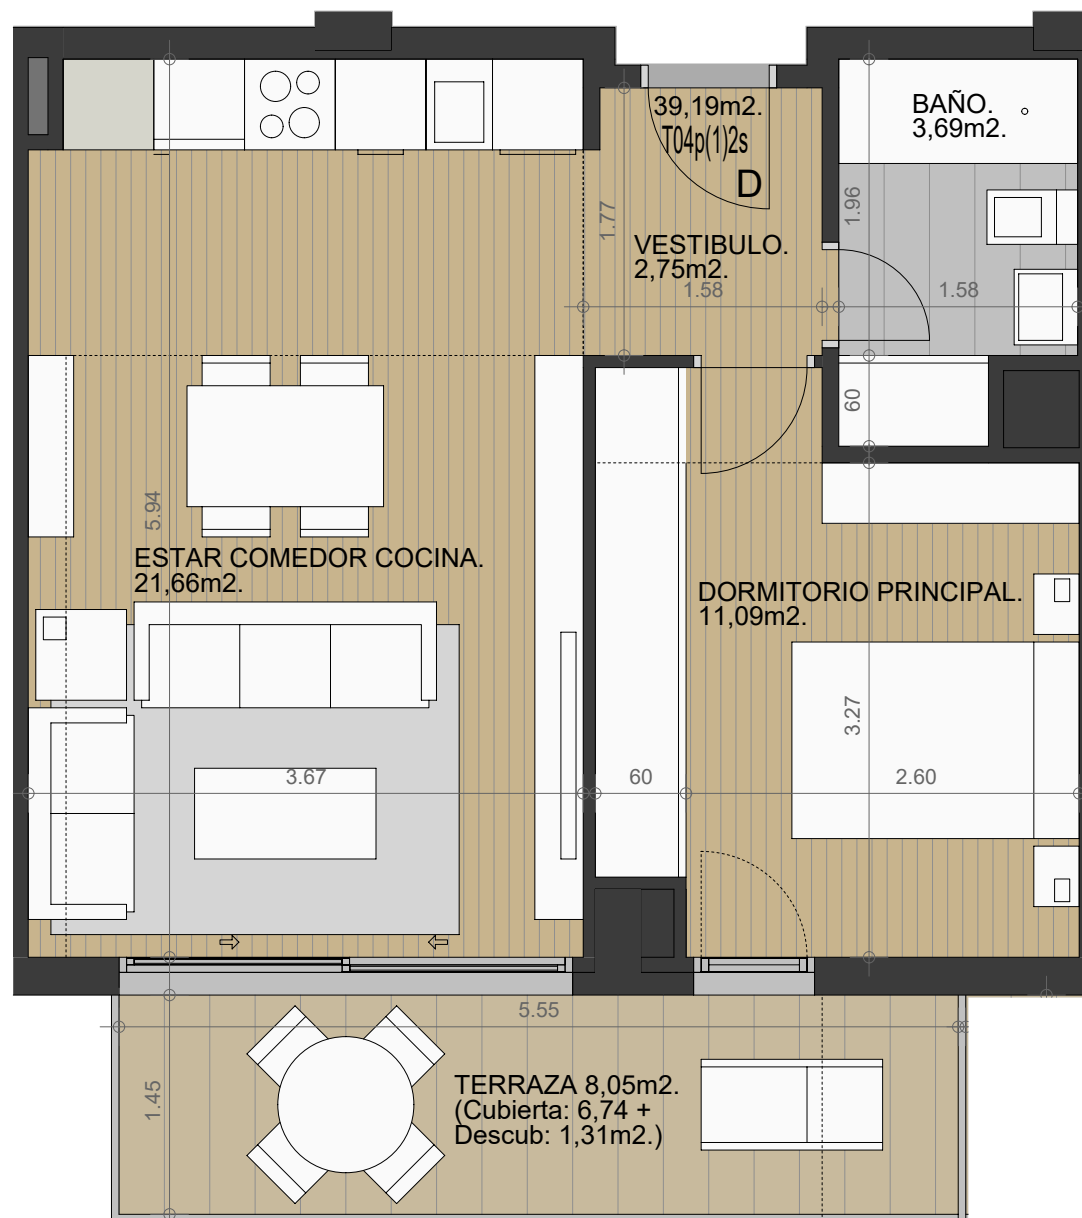 39,19m2.
T04p(1)2s
D
BAÑO.
3,69m2.
1.77
1.96
VESTIBULO.
2,75m2.
1.58
1.58
60
5.94
ESTAR COMEDOR COCINA.
21,66m2.
DORMITORIO PRINCIPAL.
11,09m2.
3.27
3.67
60
2.60
5.55
1.45
TERRAZA 8,05m2.
(Cubierta: 6,74 +
Descub: 1,31m2.)